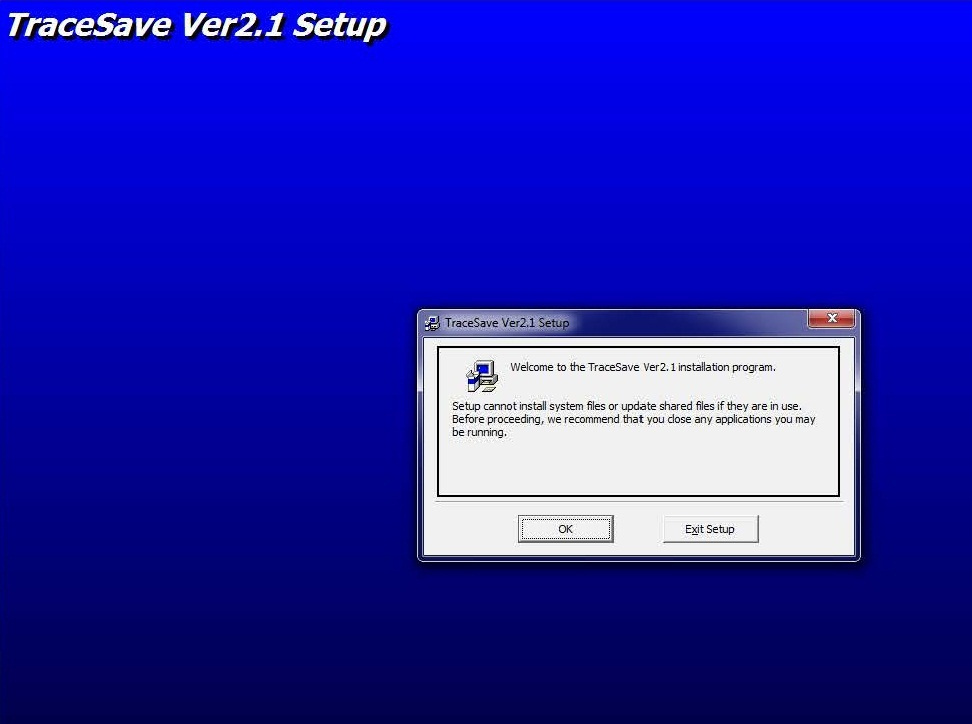 TraceSave Ver2.1 Setup
TraceSave Ver2.1 Setup
Welcome to the TraceSave Ver2.1 installation program.
Setup cannot install system files or update shared files if they are in use.
Before proceeding, we recommend that you close any applications you may
be running.
OK
Exit Setup